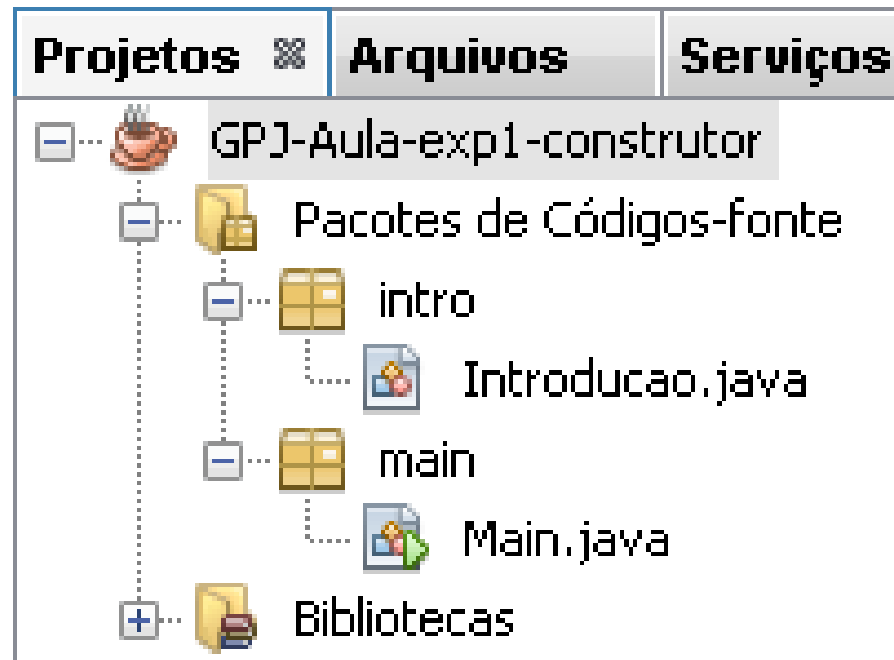 Projetos Arquivos Serviços
GPJ-Aula-exp1-construtor
Pacotes de Códigos-fonte
intro
Introducao.java
main
Main.java
Bibliotecas